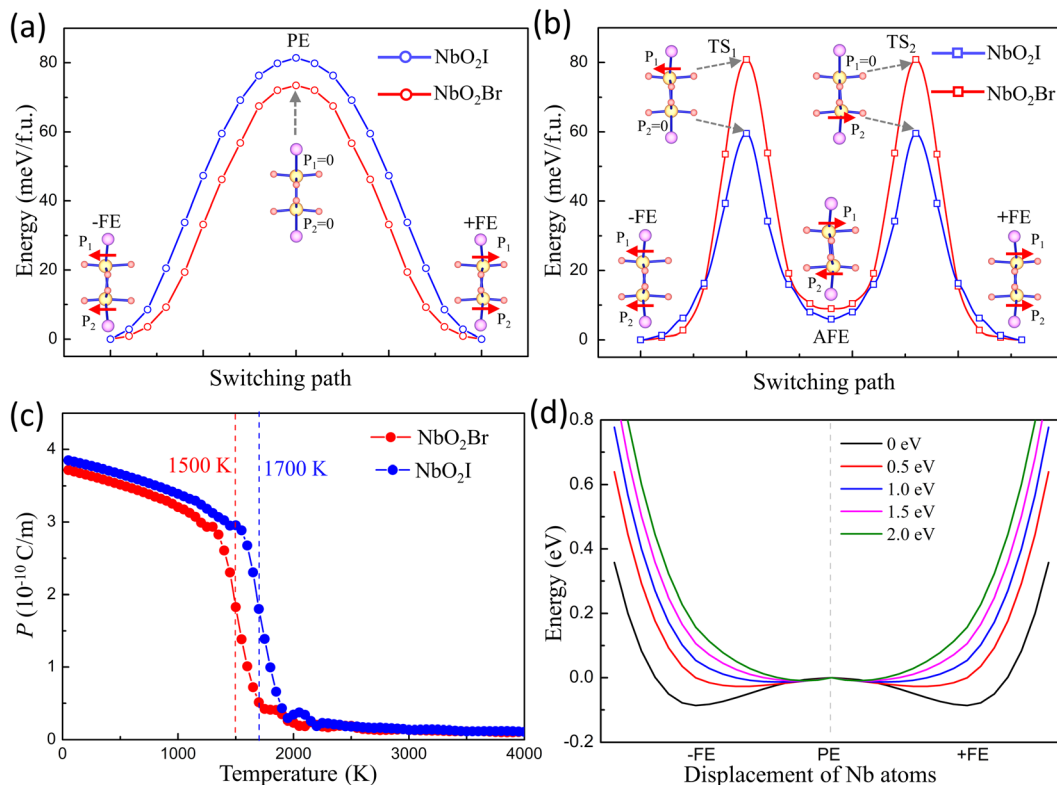 (a)
PE
NbO₂I
NbO₂Br
80
60
40
20
0
Energy (meV/f.u.)
P₁=0
P₂=0
-FE
P₁
P₂
+FE
P₁
P₂
Switching path
(b)
TS₁
TS₂
NbO₂I
NbO₂Br
80
60
40
20
0
Energy (meV/f.u.)
P₁
P₂=0
P₁=0
P₂
-FE
P₁
P₂
P₁
P₂
AFE
+FE
P₁
P₂
Switching path
(c)
NbO₂Br
NbO₂I
1500 K
1700 K
4
3
2
1
0
P (10⁻¹⁰ C/m)
0
1000
2000
3000
4000
Temperature (K)
(d)
0.8
0.6
0.4
0.2
0.0
-0.2
Energy (eV)
0 eV
0.5 eV
1.0 eV
1.5 eV
2.0 eV
-FE
PE
+FE
Displacement of Nb atoms